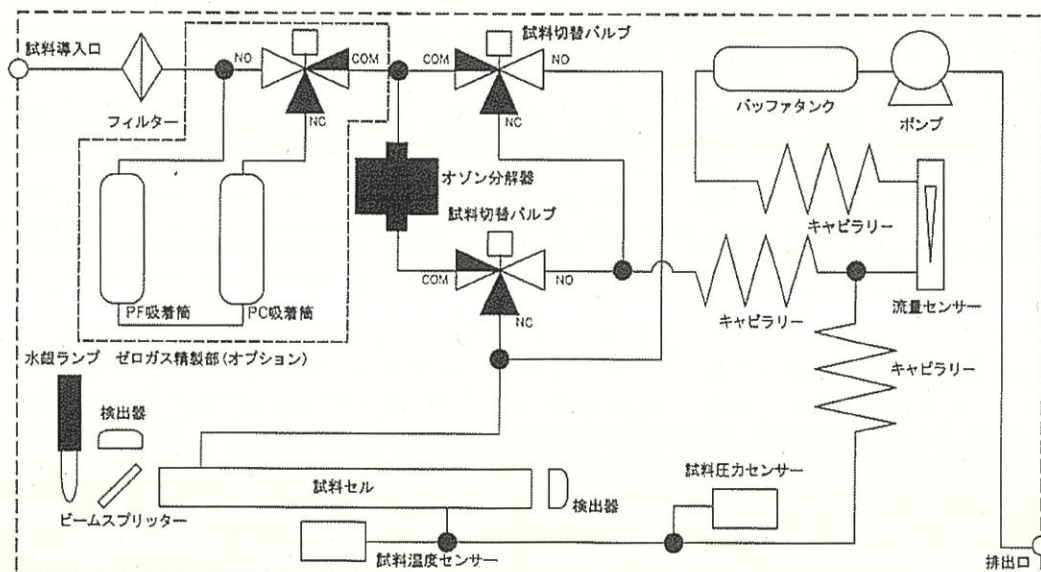 試料導入口
フィルター
NO
COM
NC
試料切替バルブ
COM
NO
NC
バッファタンク
ポンプ
オゾン分解器
試料切替バルブ
COM
NO
NC
キャピラリー
キャピラリー
流量センサー
キャピラリー
PF吸着筒
PC吸着筒
水銀ランプ
ゼロガス精製部(オプション)
検出器
ビームスプリッター
試料セル
検出器
試料圧力センサー
試料温度センサー
排出口